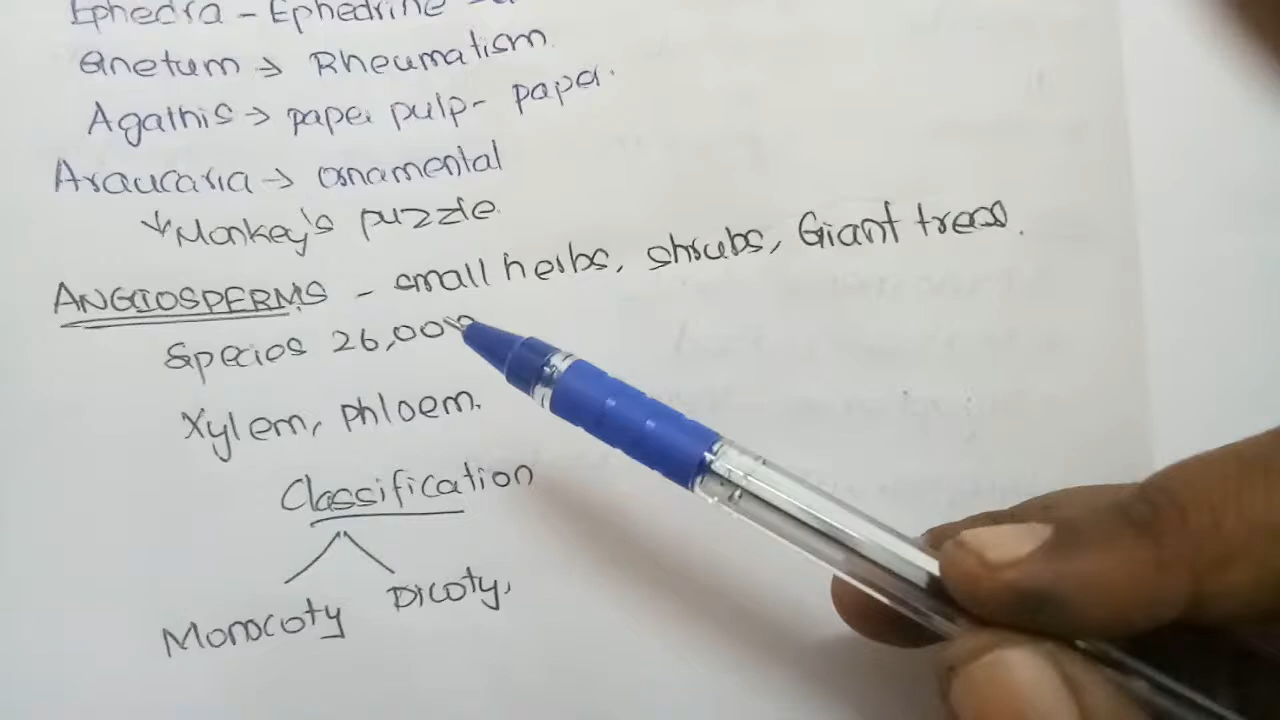 Ephedra - Ephedrine -
Gnetum → Rheumatism.
Agathis → paper pulp - paper.
Araucaria → ornamental
↓ Monkey's puzzle.
ANGIOSPERMS - small herbs, shrubs, Giant trees.
Species 26,000
Xylem, phloem.
Classification
Monocoty Dicoty,